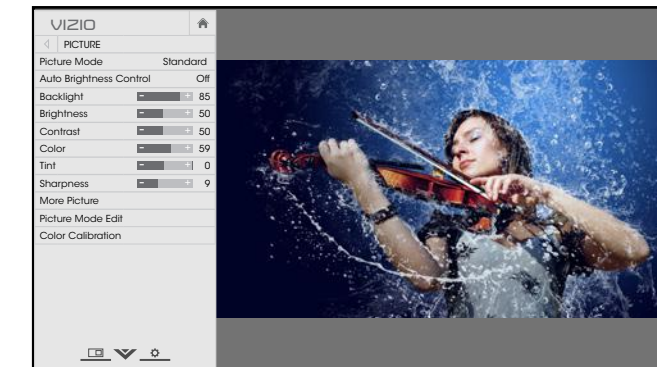 VIZIO
PICTURE
Picture Mode Standard
Auto Brightness Control Off
Backlight - + 85
Brightness - + 50
Contrast - + 50
Color - + 59
Tint - + 0
Sharpness - + 9
More Picture
Picture Mode Edit
Color Calibration